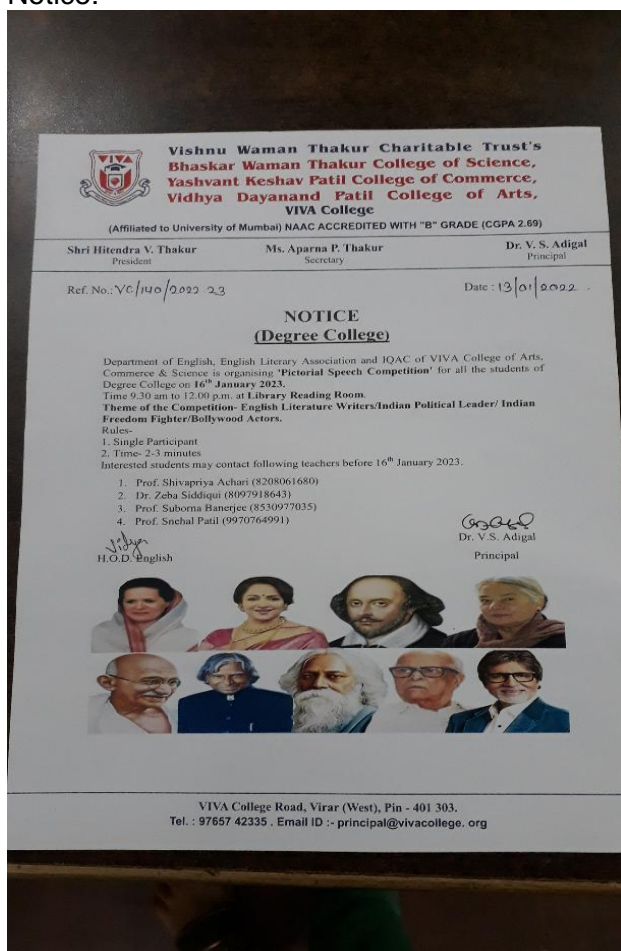 Notice:
VIVA
Vishnu Waman Thakur Charitable Trust's
Bhaskar Waman Thakur College of Science,
Yashvant Keshav Patil College of Commerce,
Vidhya Dayanand Patil College of Arts,
VIVA College
(Affiliated to University of Mumbai) NAAC ACCREDITED WITH "B" GRADE (CGPA 2.69)
Shri Hitendra V. Thakur Ms. Aparna P. Thakur Dr. V. S. Adigal
President Secretary Principal
Ref. No.: VC/140/2022 23 Date : 13/01/2022 .
NOTICE
(Degree College)
Department of English, English Literary Association and IQAC of VIVA College of Arts,
Commerce & Science is organising 'Pictorial Speech Competition' for all the students of
Degree College on 16th January 2023.
Time 9.30 am to 12.00 p.m. at Library Reading Room.
Theme of the Competition- English Literature Writers/Indian Political Leader/ Indian
Freedom Fighter/Bollywood Actors.
Rules-
1. Single Participant
2. Time- 2-3 minutes
Interested students may contact following teachers before 16th January 2023.
1. Prof. Shivapriya Achari (8208061680)
2. Dr. Zeba Siddiqui (8097918643)
3. Prof. Suborna Banerjee (8530977035)
4. Prof. Snehal Patil (9970764991)
Dr. V.S. Adigal
H.O.D. English Principal
VIVA College Road, Virar (West), Pin - 401 303.
Tel. : 97657 42335 . Email ID :- principal@vivacollege. org